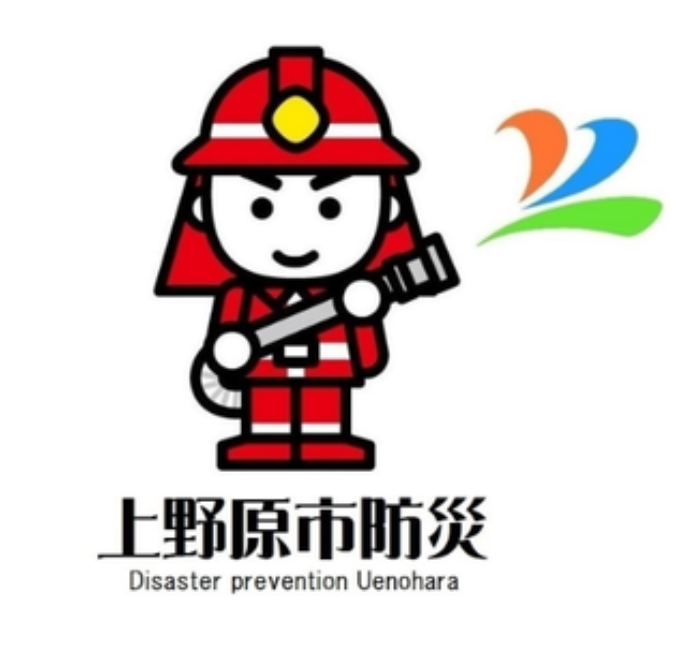 上野原市防災
Disaster prevention Uenohara